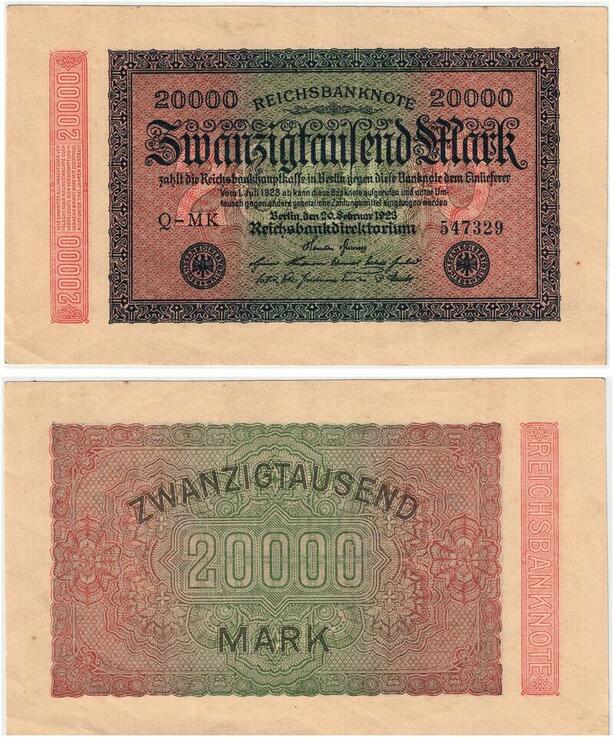 20000
REICHSBANKNOTE
20000
Zwanzigtausend Mark
zahlt die Reichsbankhauptkasse in Berlin gegen diese Banknote dem Einlieferer
Vom 1. Juli 1923 ab kann diese Banknote aufgerufen und unter Um-
tausch gegen andere gesetzliche Zahlungsmittel eingezogen werden
Berlin, den 20. Februar 1923
Q-MK
Reichsbankdirektorium
547329
20000
20000
ZWANZIGTAUSEND
20000
MARK
REICHSBANKNOTE